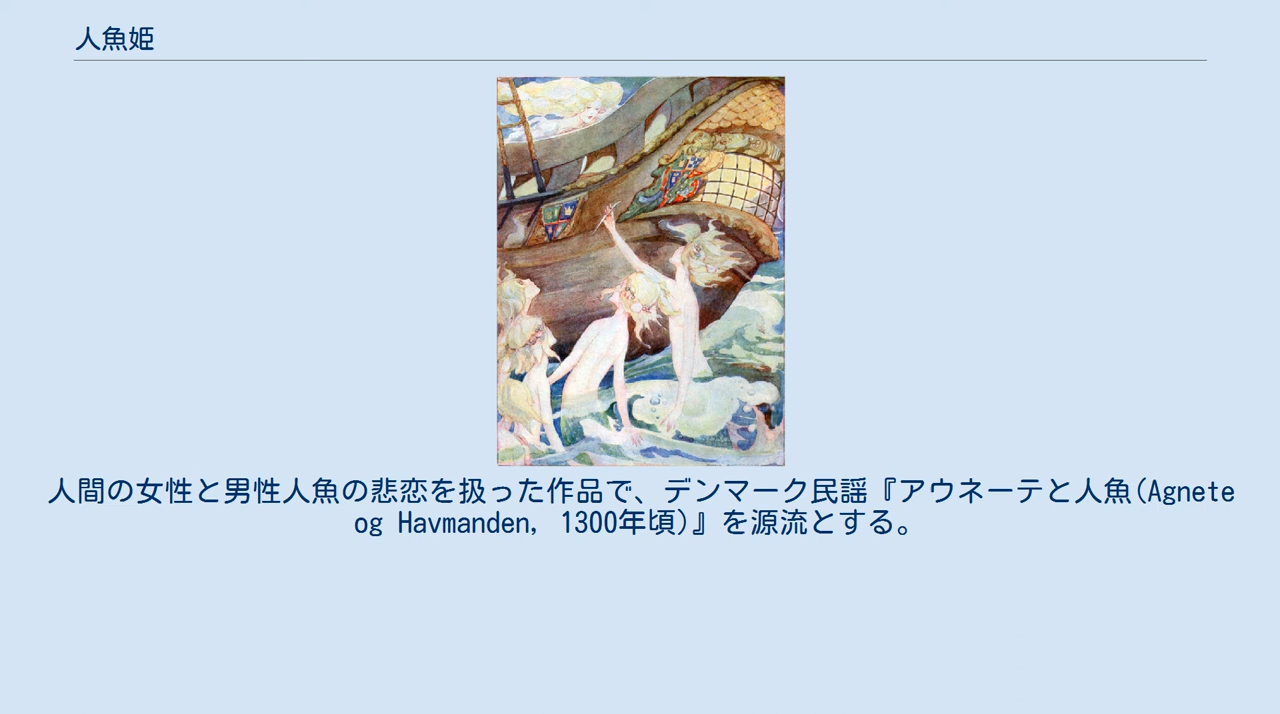 人魚姫
人間の女性と男性人魚の悲恋を扱った作品で、デンマーク民謡『アウネーテと人魚(Agnete
og Havmanden, 1300年頃)』を源流とする。